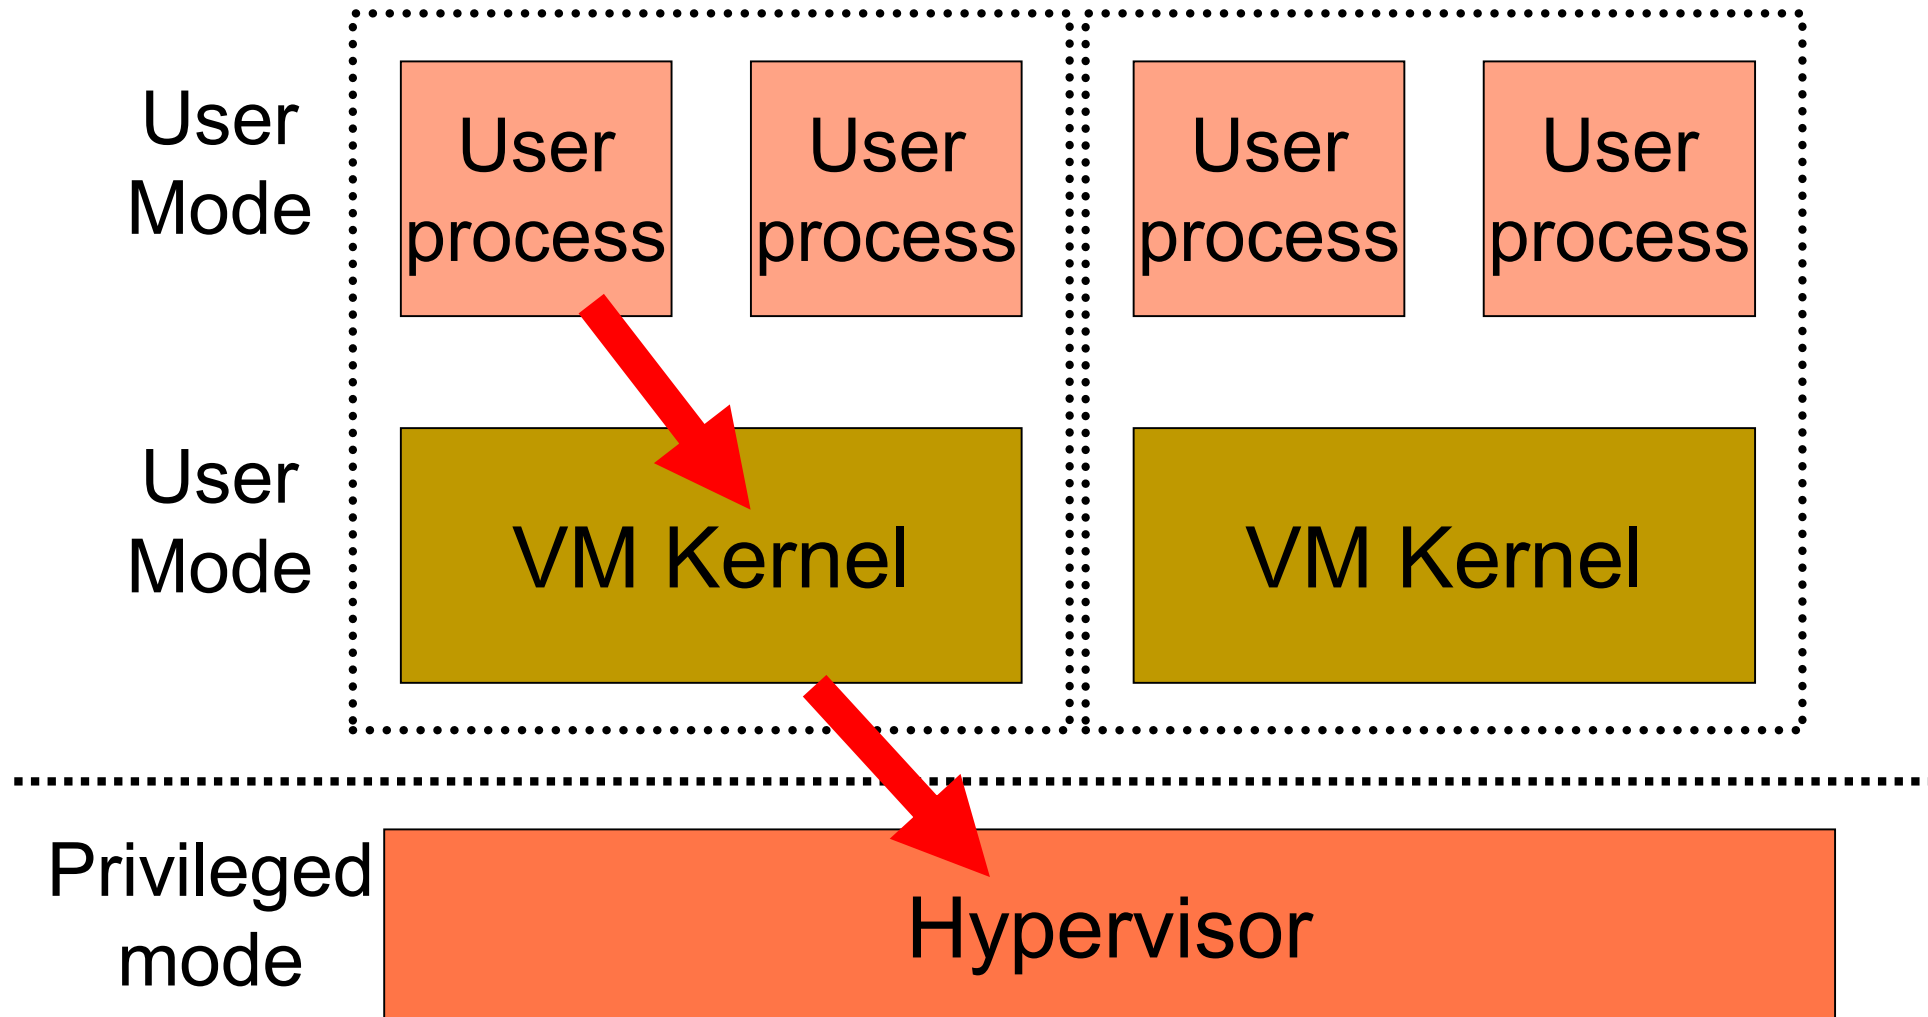 User
Mode
User
process
User
process
User
process
User
process
User
Mode
VM Kernel
VM Kernel
Privileged
mode
Hypervisor